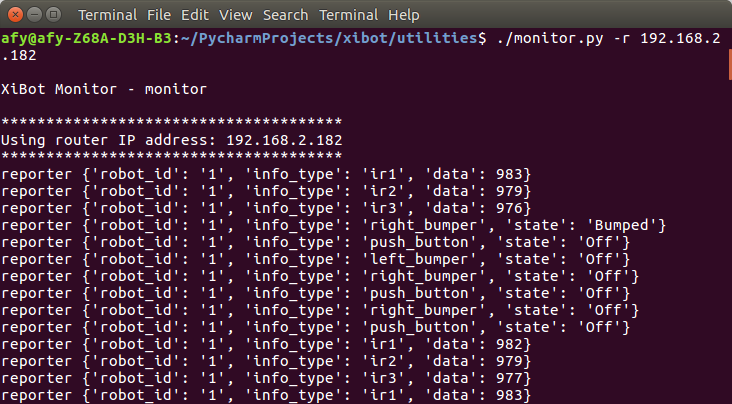 Terminal File Edit View Search Terminal Help
afy@afy-Z68A-D3H-B3:~/PycharmProjects/xibot/utilities$ ./monitor.py -r 192.168.2
.182
XiBot Monitor - monitor
**************************************
Using router IP address: 192.168.2.182
**************************************
reporter {'robot_id': '1', 'info_type': 'ir1', 'data': 983}
reporter {'robot_id': '1', 'info_type': 'ir2', 'data': 979}
reporter {'robot_id': '1', 'info_type': 'ir3', 'data': 976}
reporter {'robot_id': '1', 'info_type': 'right_bumper', 'state': 'Bumped'}
reporter {'robot_id': '1', 'info_type': 'push_button', 'state': 'Off'}
reporter {'robot_id': '1', 'info_type': 'left_bumper', 'state': 'Off'}
reporter {'robot_id': '1', 'info_type': 'right_bumper', 'state': 'Off'}
reporter {'robot_id': '1', 'info_type': 'push_button', 'state': 'Off'}
reporter {'robot_id': '1', 'info_type': 'right_bumper', 'state': 'Off'}
reporter {'robot_id': '1', 'info_type': 'push_button', 'state': 'Off'}
reporter {'robot_id': '1', 'info_type': 'ir1', 'data': 982}
reporter {'robot_id': '1', 'info_type': 'ir2', 'data': 979}
reporter {'robot_id': '1', 'info_type': 'ir3', 'data': 977}
reporter {'robot_id': '1', 'info_type': 'ir1', 'data': 983}